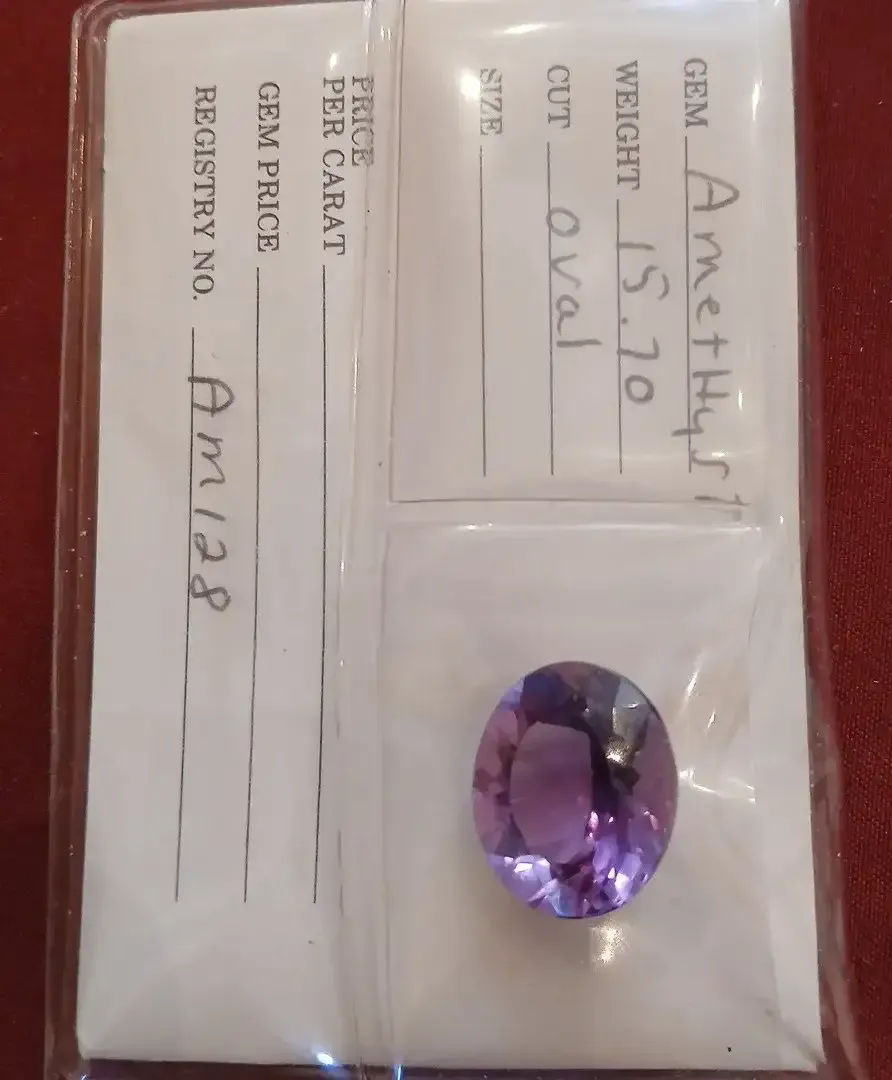 GEM AmetHyst
WEIGHT 15.70
CUT oval
SIZE
PRICE
PER CARAT
GEM PRICE
REGISTRY NO. Am128